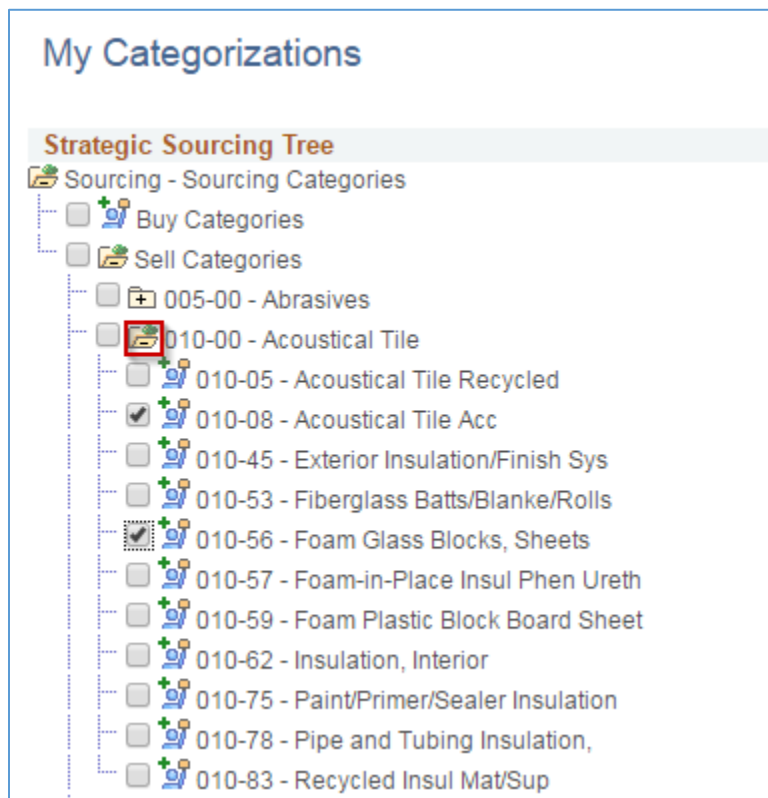 My Categorizations
Strategic Sourcing Tree
Sourcing - Sourcing Categories
Buy Categories
Sell Categories
005-00 - Abrasives
010-00 - Acoustical Tile
010-05 - Acoustical Tile Recycled
010-08 - Acoustical Tile Acc
010-45 - Exterior Insulation/Finish Sys
010-53 - Fiberglass Batts/Blanke/Rolls
010-56 - Foam Glass Blocks, Sheets
010-57 - Foam-in-Place Insul Phen Ureth
010-59 - Foam Plastic Block Board Sheet
010-62 - Insulation, Interior
010-75 - Paint/Primer/Sealer Insulation
010-78 - Pipe and Tubing Insulation,
010-83 - Recycled Insul Mat/Sup